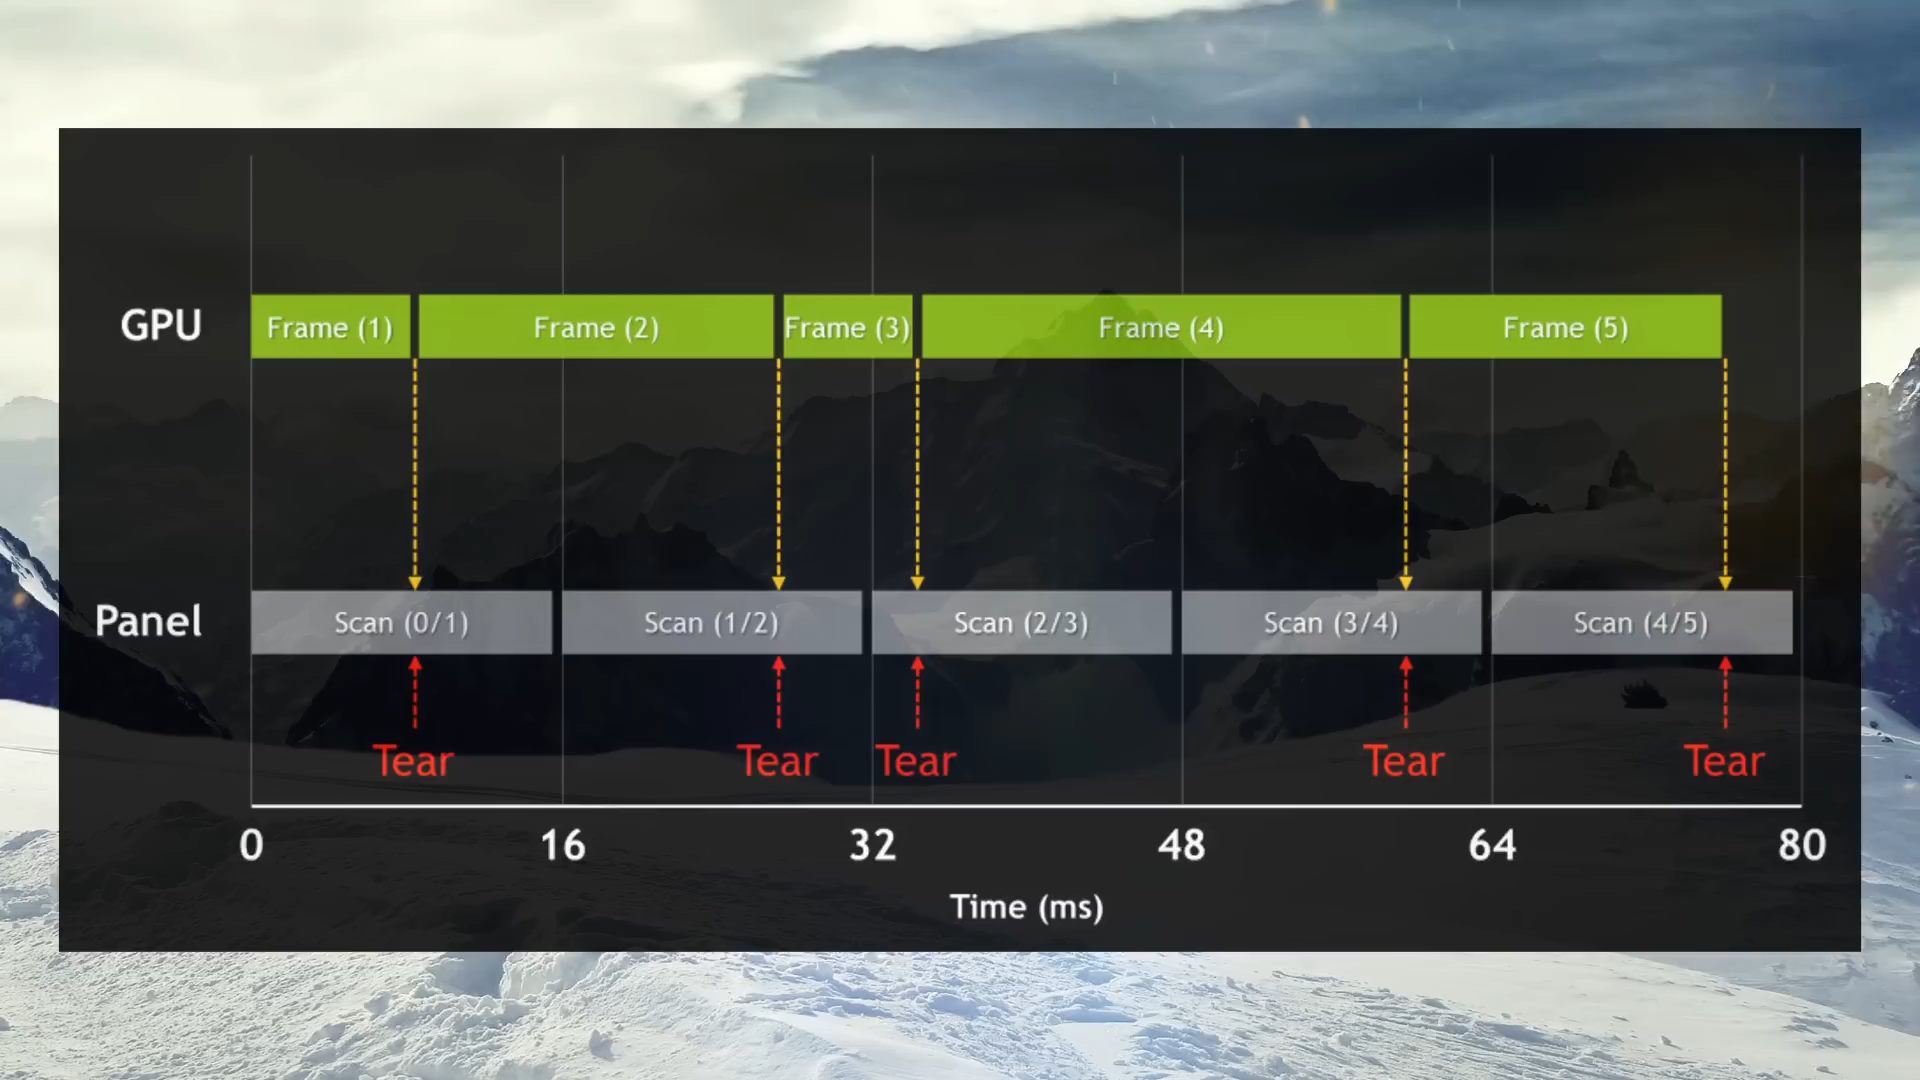 GPU
Frame (1) Frame (2) Frame (3) Frame (4) Frame (5)
Panel
Scan (0/1) Scan (1/2) Scan (2/3) Scan (3/4) Scan (4/5)
Tear Tear Tear Tear Tear
0 16 32 48 64 80
Time (ms)